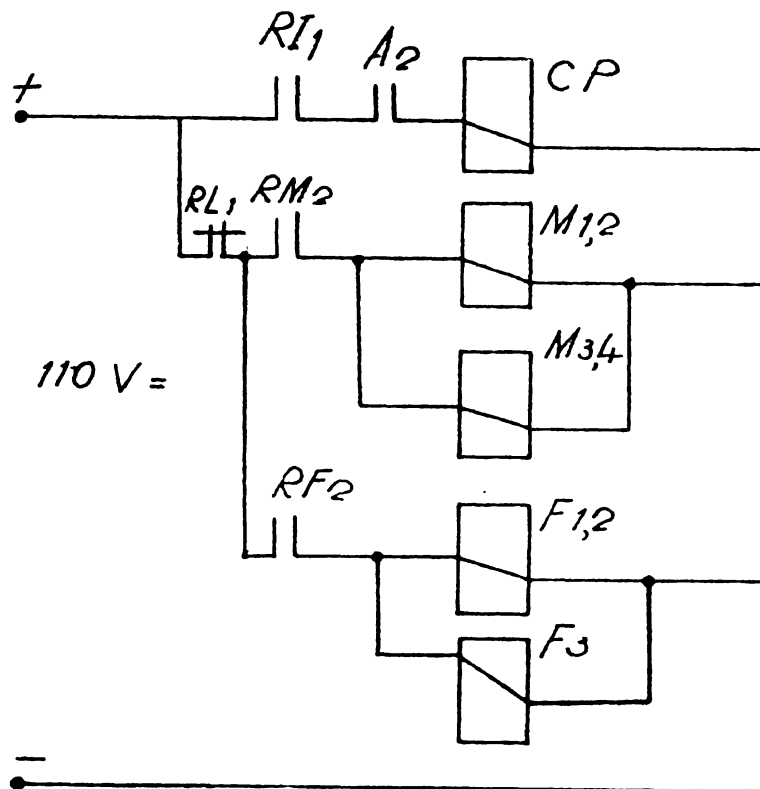 RI1 A2 CP
+
RL1 RM2 M1,2
M3,4
110 V =
RF2 F1,2
F3
−